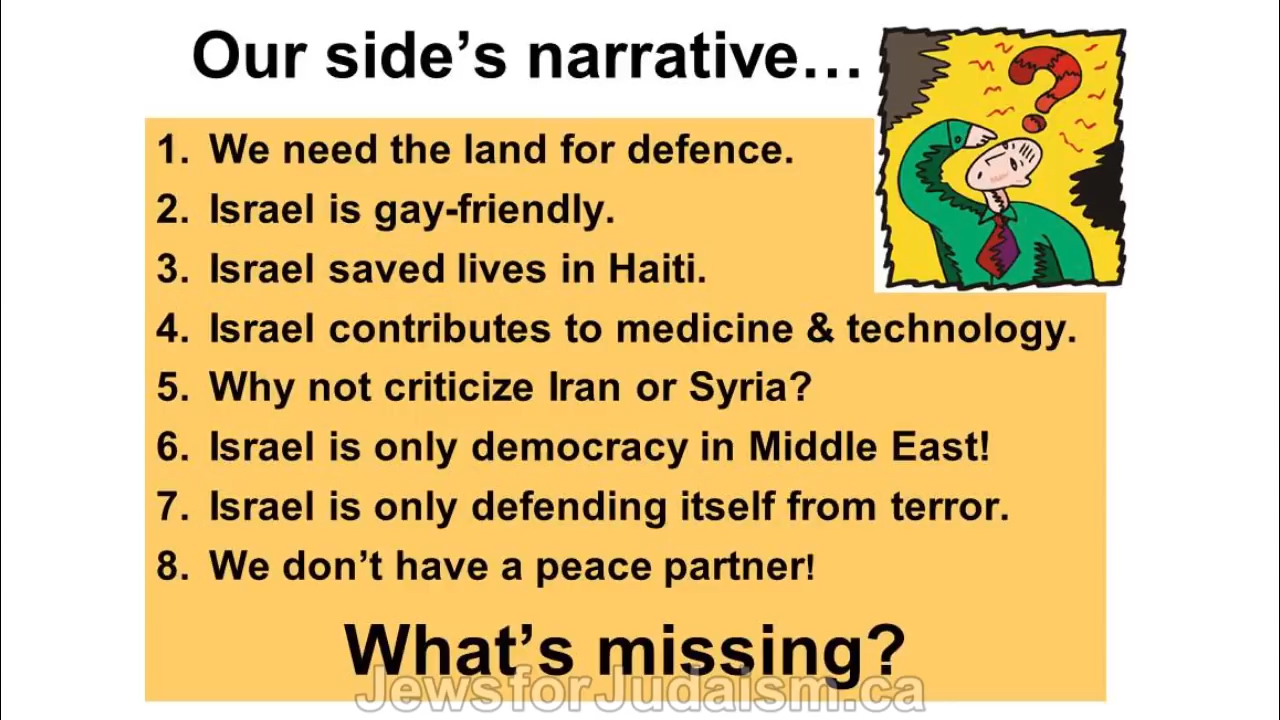 Our side’s narrative…
1. We need the land for defence.
2. Israel is gay-friendly.
3. Israel saved lives in Haiti.
4. Israel contributes to medicine & technology.
5. Why not criticize Iran or Syria?
6. Israel is only democracy in Middle East!
7. Israel is only defending itself from terror.
8. We don’t have a peace partner!
What’s missing?
JewsforJudaism.ca